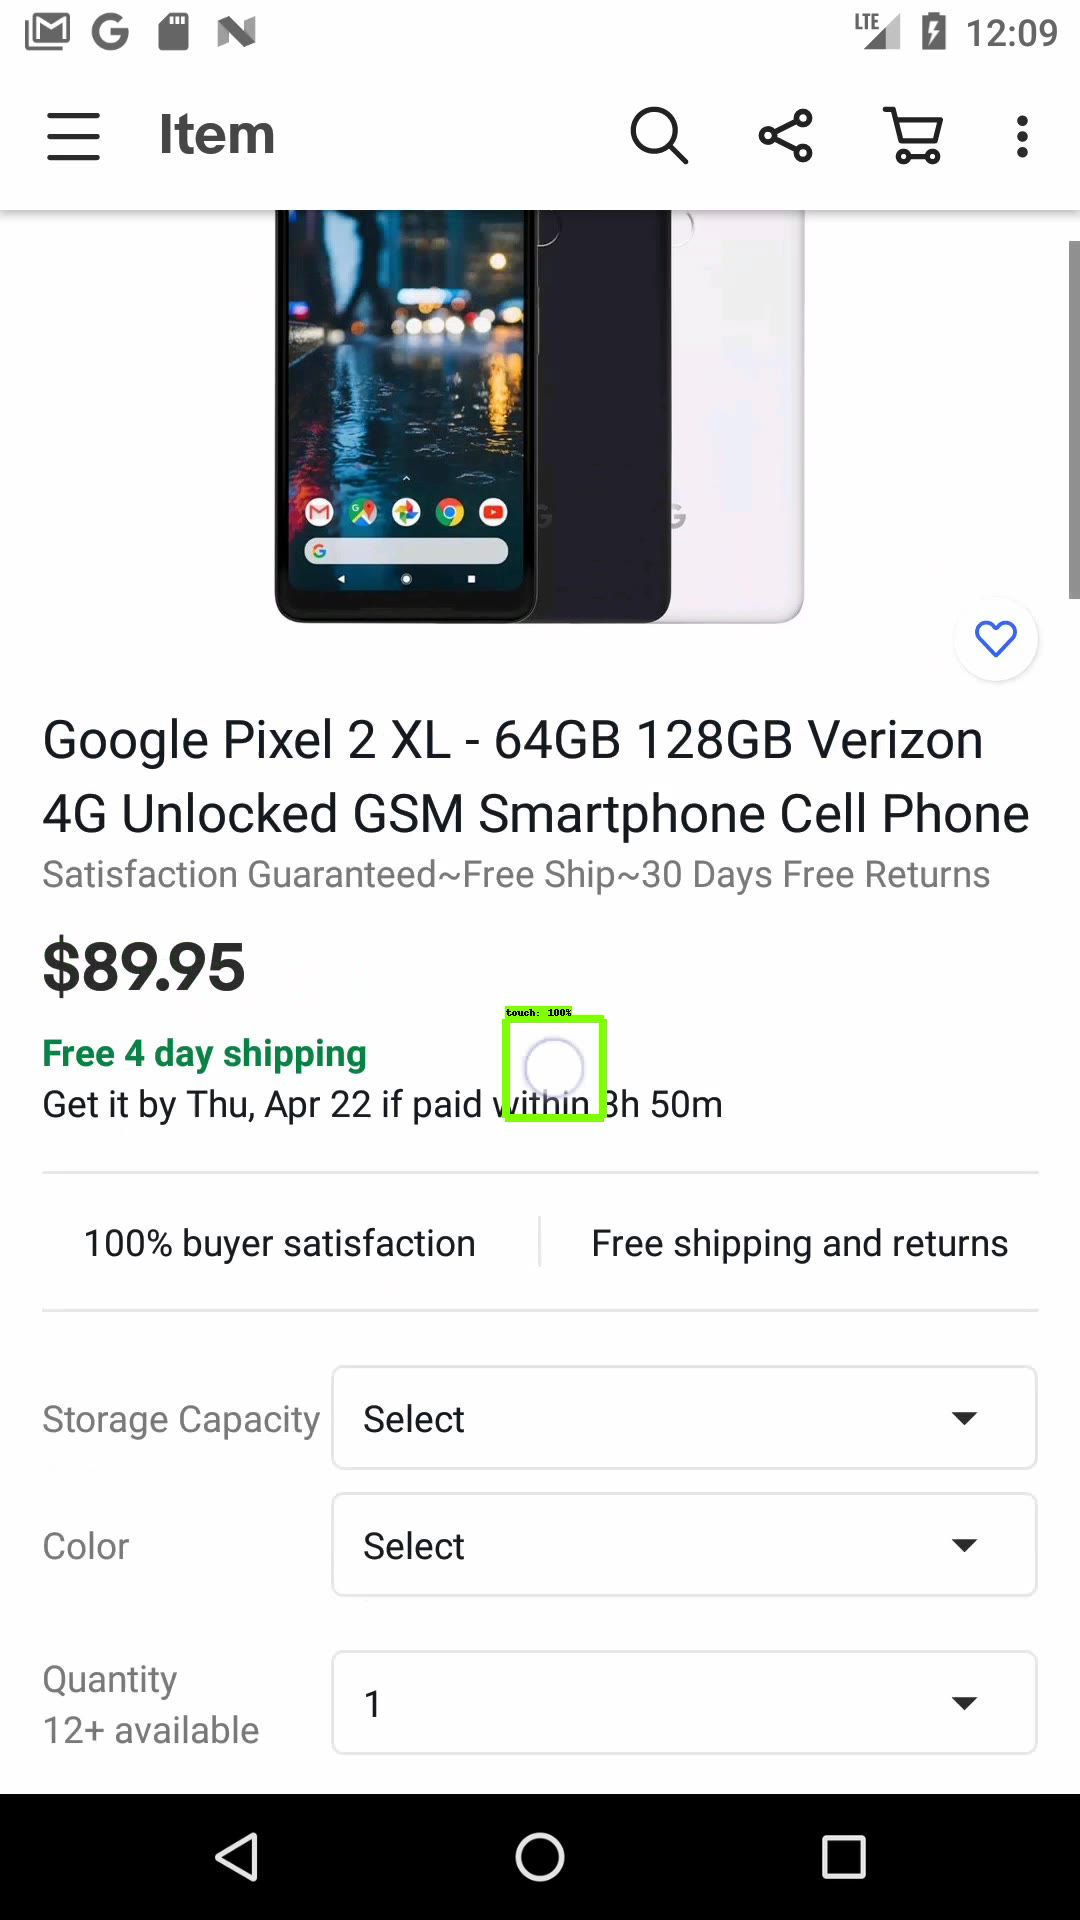 LTE 12:09
Item
Google Pixel 2 XL - 64GB 128GB Verizon
4G Unlocked GSM Smartphone Cell Phone
Satisfaction Guaranteed~Free Ship~30 Days Free Returns
$89.95
touch: 100%
Free 4 day shipping
Get it by Thu, Apr 22 if paid within 3h 50m
100% buyer satisfaction
Free shipping and returns
Storage Capacity Select
Color Select
Quantity
12+ available
1